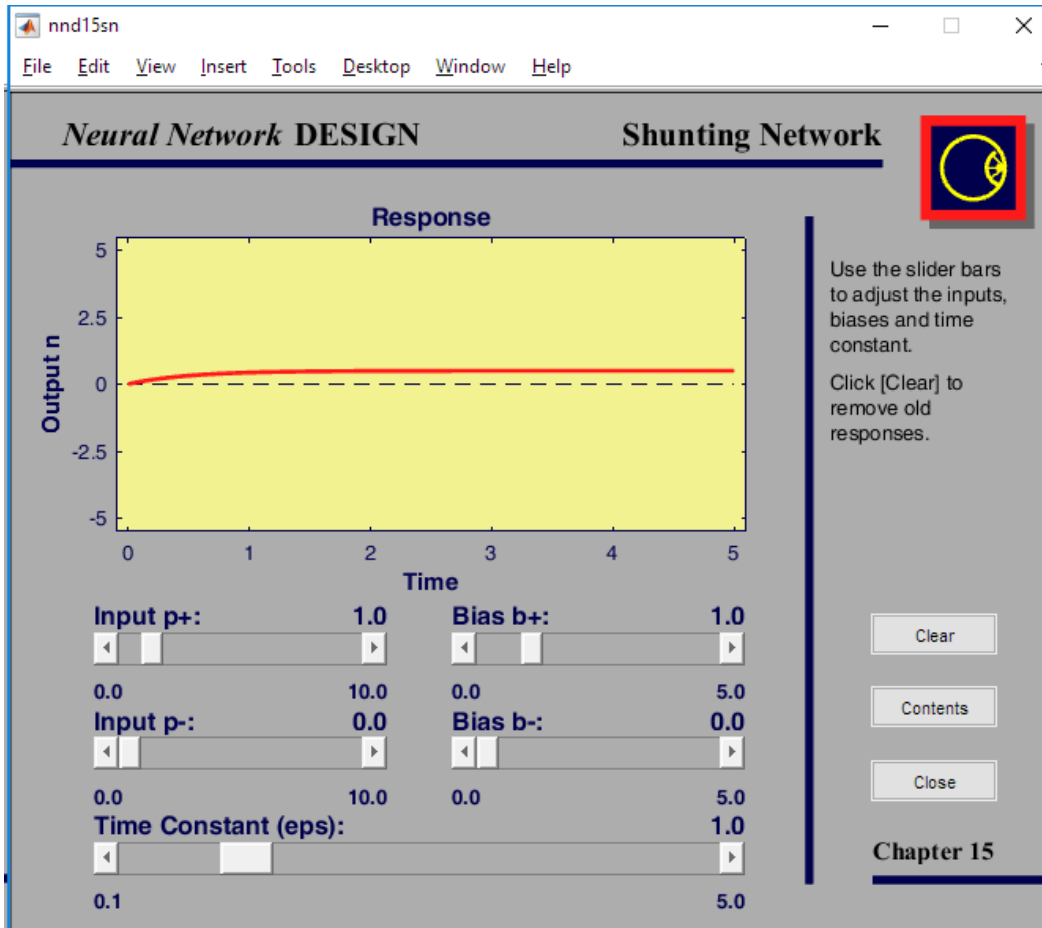 nnd15sn
File Edit View Insert Tools Desktop Window Help
Neural Network DESIGN
Shunting Network
Response
5
2.5
0
-2.5
-5
Output n
0 1 2 3 4 5
Time
Use the slider bars
to adjust the inputs,
biases and time
constant.
Click [Clear] to
remove old
responses.
Input p+: 1.0
0.0 10.0
Bias b+: 1.0
0.0 5.0
Input p-: 0.0
0.0 10.0
Bias b-: 0.0
0.0 5.0
Time Constant (eps): 1.0
0.1 5.0
Clear
Contents
Close
Chapter 15